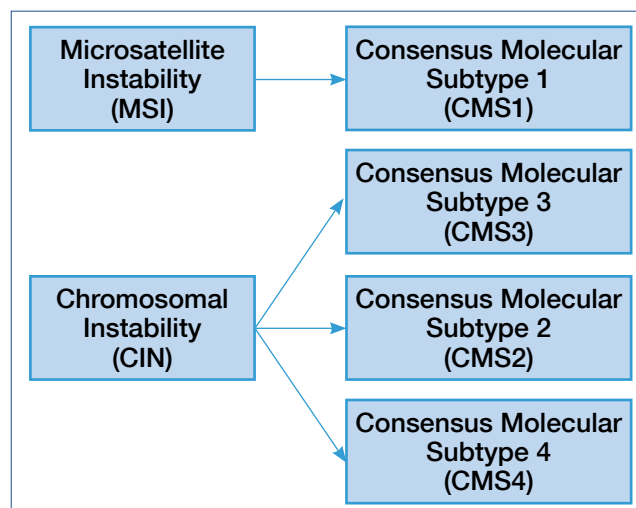 Microsatellite
Instability
(MSI)
Consensus Molecular
Subtype 1
(CMS1)
Consensus Molecular
Subtype 3
(CMS3)
Chromosomal
Instability
(CIN)
Consensus Molecular
Subtype 2
(CMS2)
Consensus Molecular
Subtype 4
(CMS4)